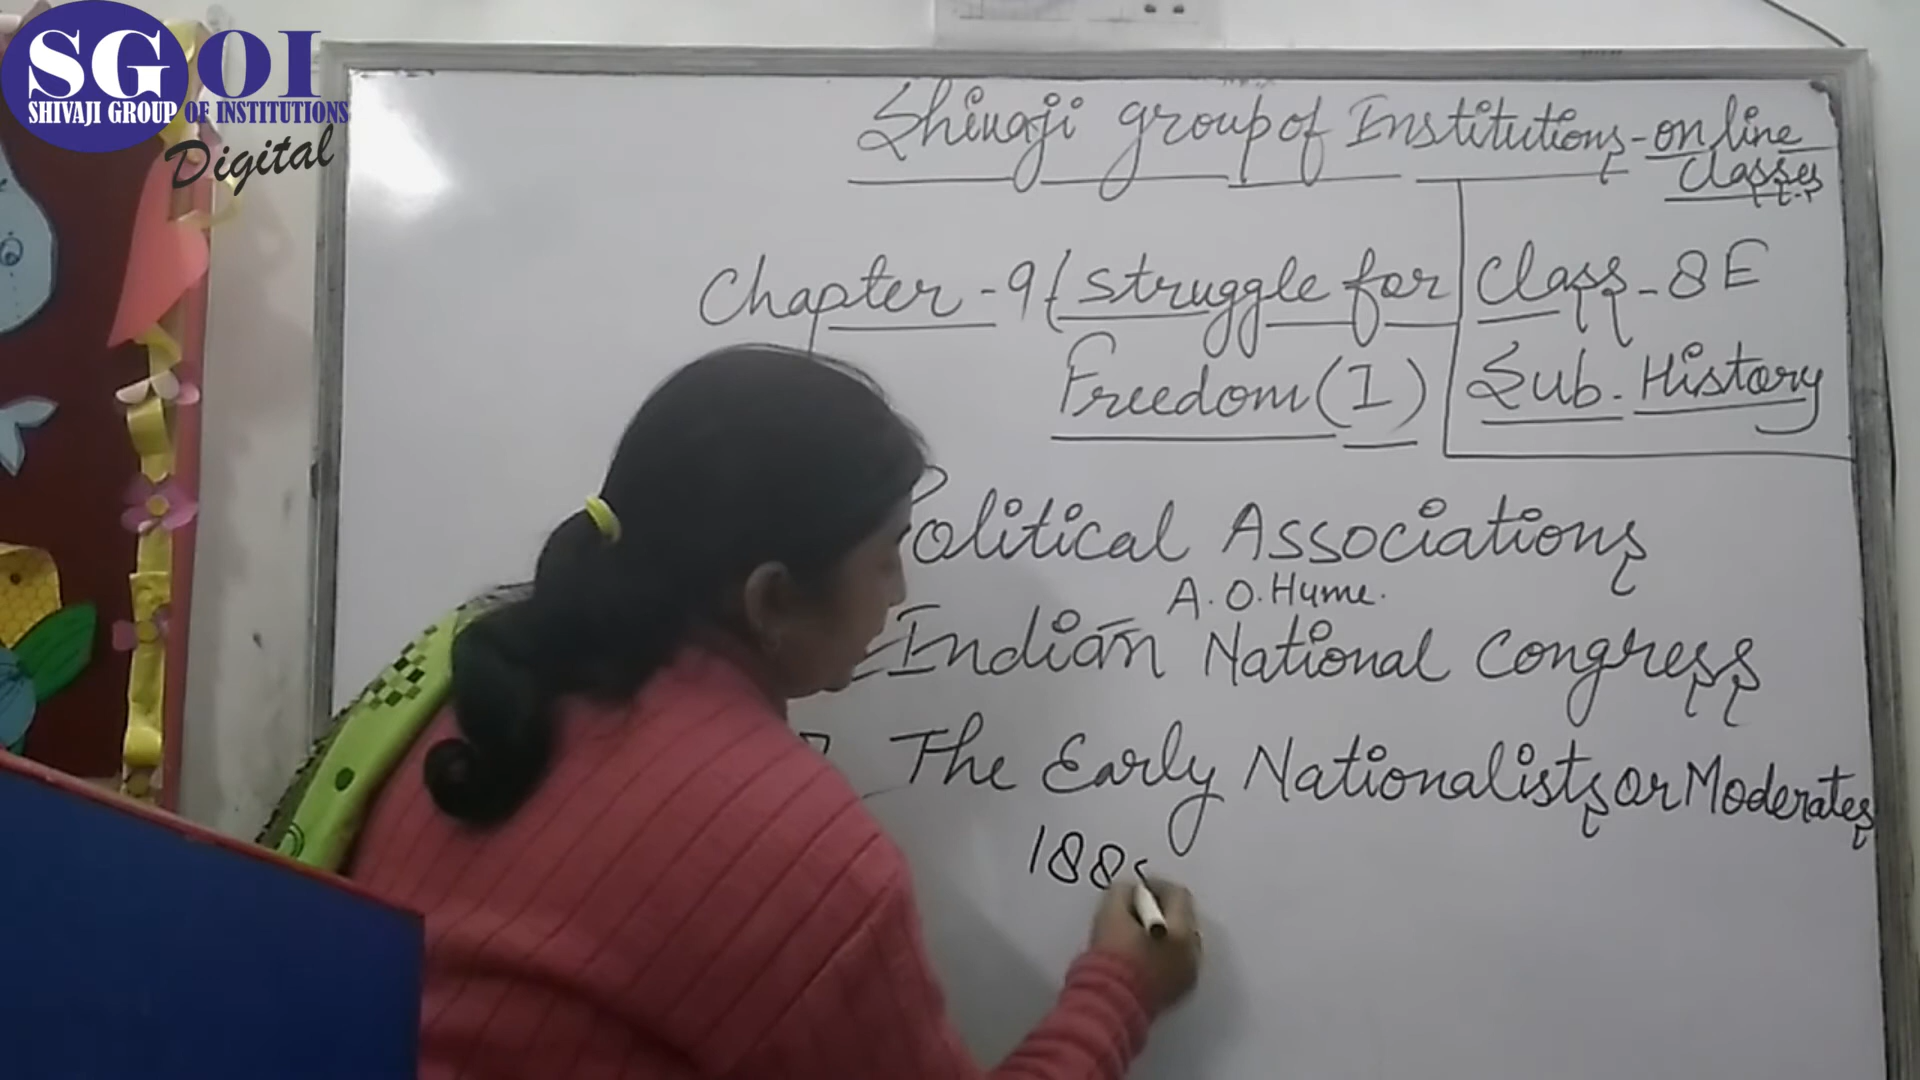 SGOI
SHIVAJI GROUP OF INSTITUTIONS
Digital
Shivaji group of Institutions - online
classes
Chapter - 9 (struggle for
Freedom (I)
Class - 8 E
Sub. History
Political Associations
A. O. Hume.
Indian National Congress
The Early Nationalists or Moderates
188